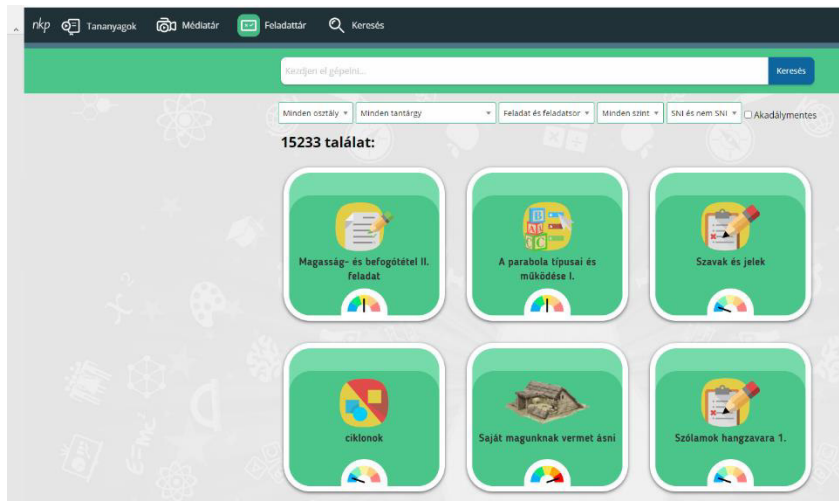 nkp Tananyagok Médiatár Feladattár Keresés
Kezdjen el gépelni...
Keresés
Minden osztály Minden tantárgy Feladat és feladatsor Minden szint SNI és nem SNI Akadálymentes
15233 találat:
Magasság- és befogótétel II.
feladat
A parabola típusai és
működése I.
Szavak és jelek
ciklonok
Saját magunknak vermet ásni
Szólamok hangzavara 1.